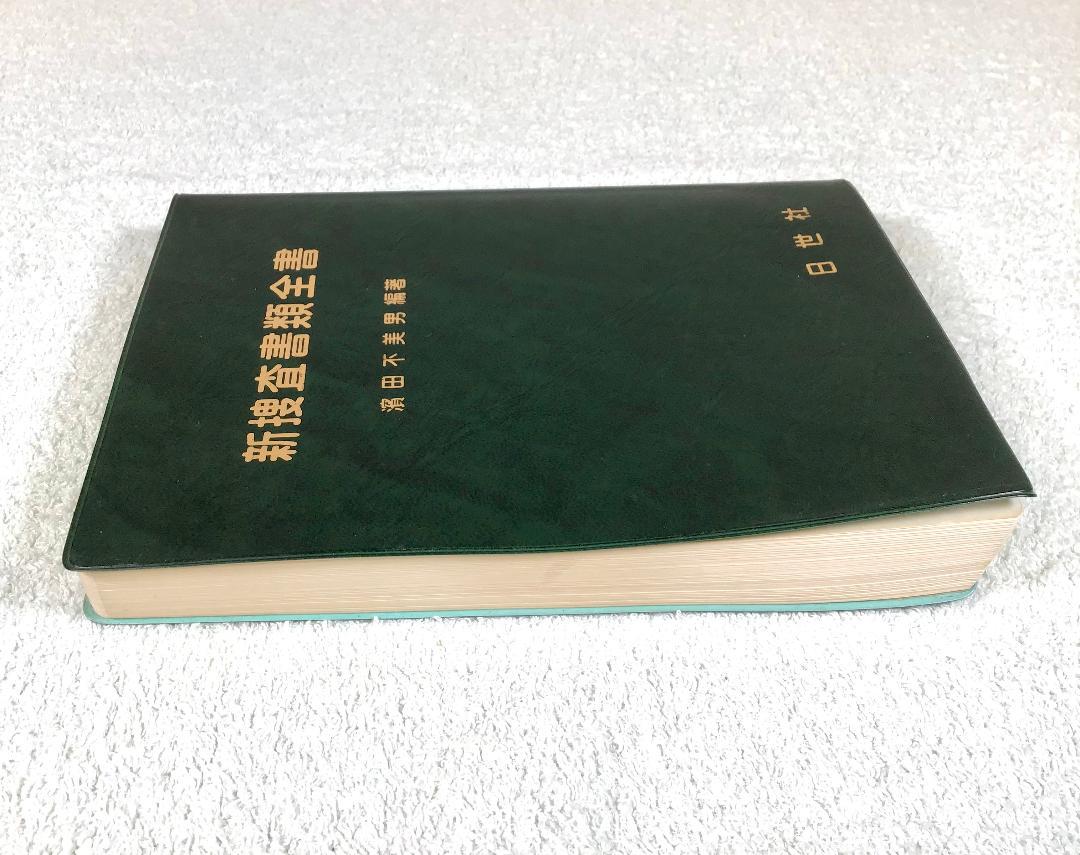 新捜査書類全書
濱田不美男編著
日世社